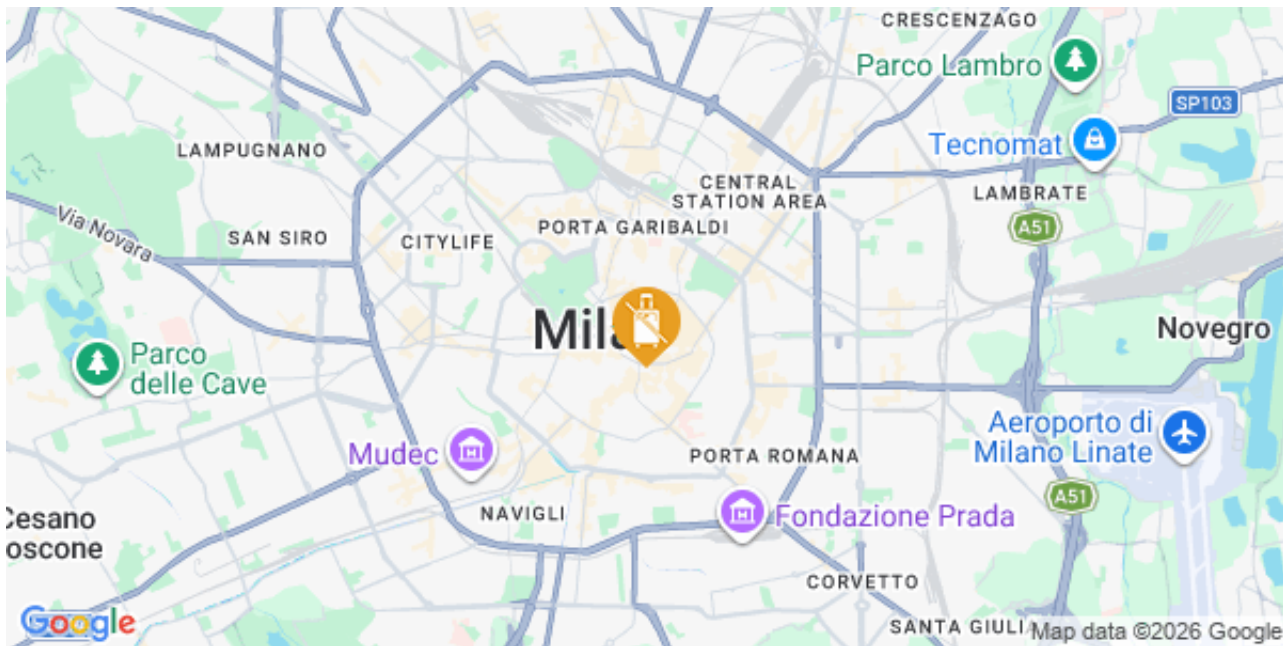 CRESCENZAGO
Parco Lambro
SP103
Tecnomat
LAMPUGNANO
CENTRAL
STATION AREA
LAMBRATE
Via Novara
SAN SIRO
CITYLIFE
PORTA GARIBALDI
A51
Mila
Novegro
Parco
delle Cave
Aeroporto di
Milano Linate
Mudec
PORTA ROMANA
A51
NAVIGLI
Fondazione Prada
Cesano
oscone
CORVETTO
Google
SANTA GIULIA
Map data ©2026 Google